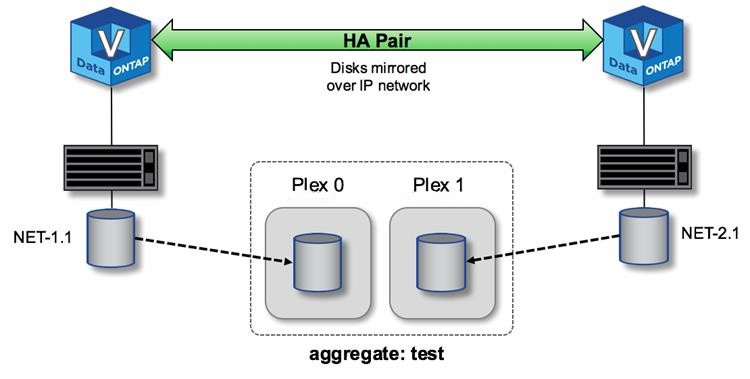 HA Pair
Disks mirrored
over IP network
V
Data ONTAP
V
Data ONTAP
Plex 0
Plex 1
NET-1.1
NET-2.1
aggregate: test